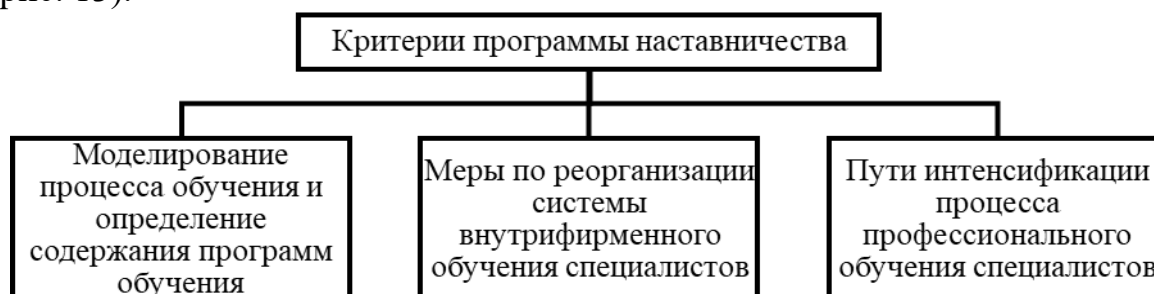 Критерии программы наставничества
Моделирование
процесса обучения и
определение
содержания программ
обучения
Меры по реорганизации
системы
внутрифирменного
обучения специалистов
Пути интенсификации
процесса
профессионального
обучения специалистов